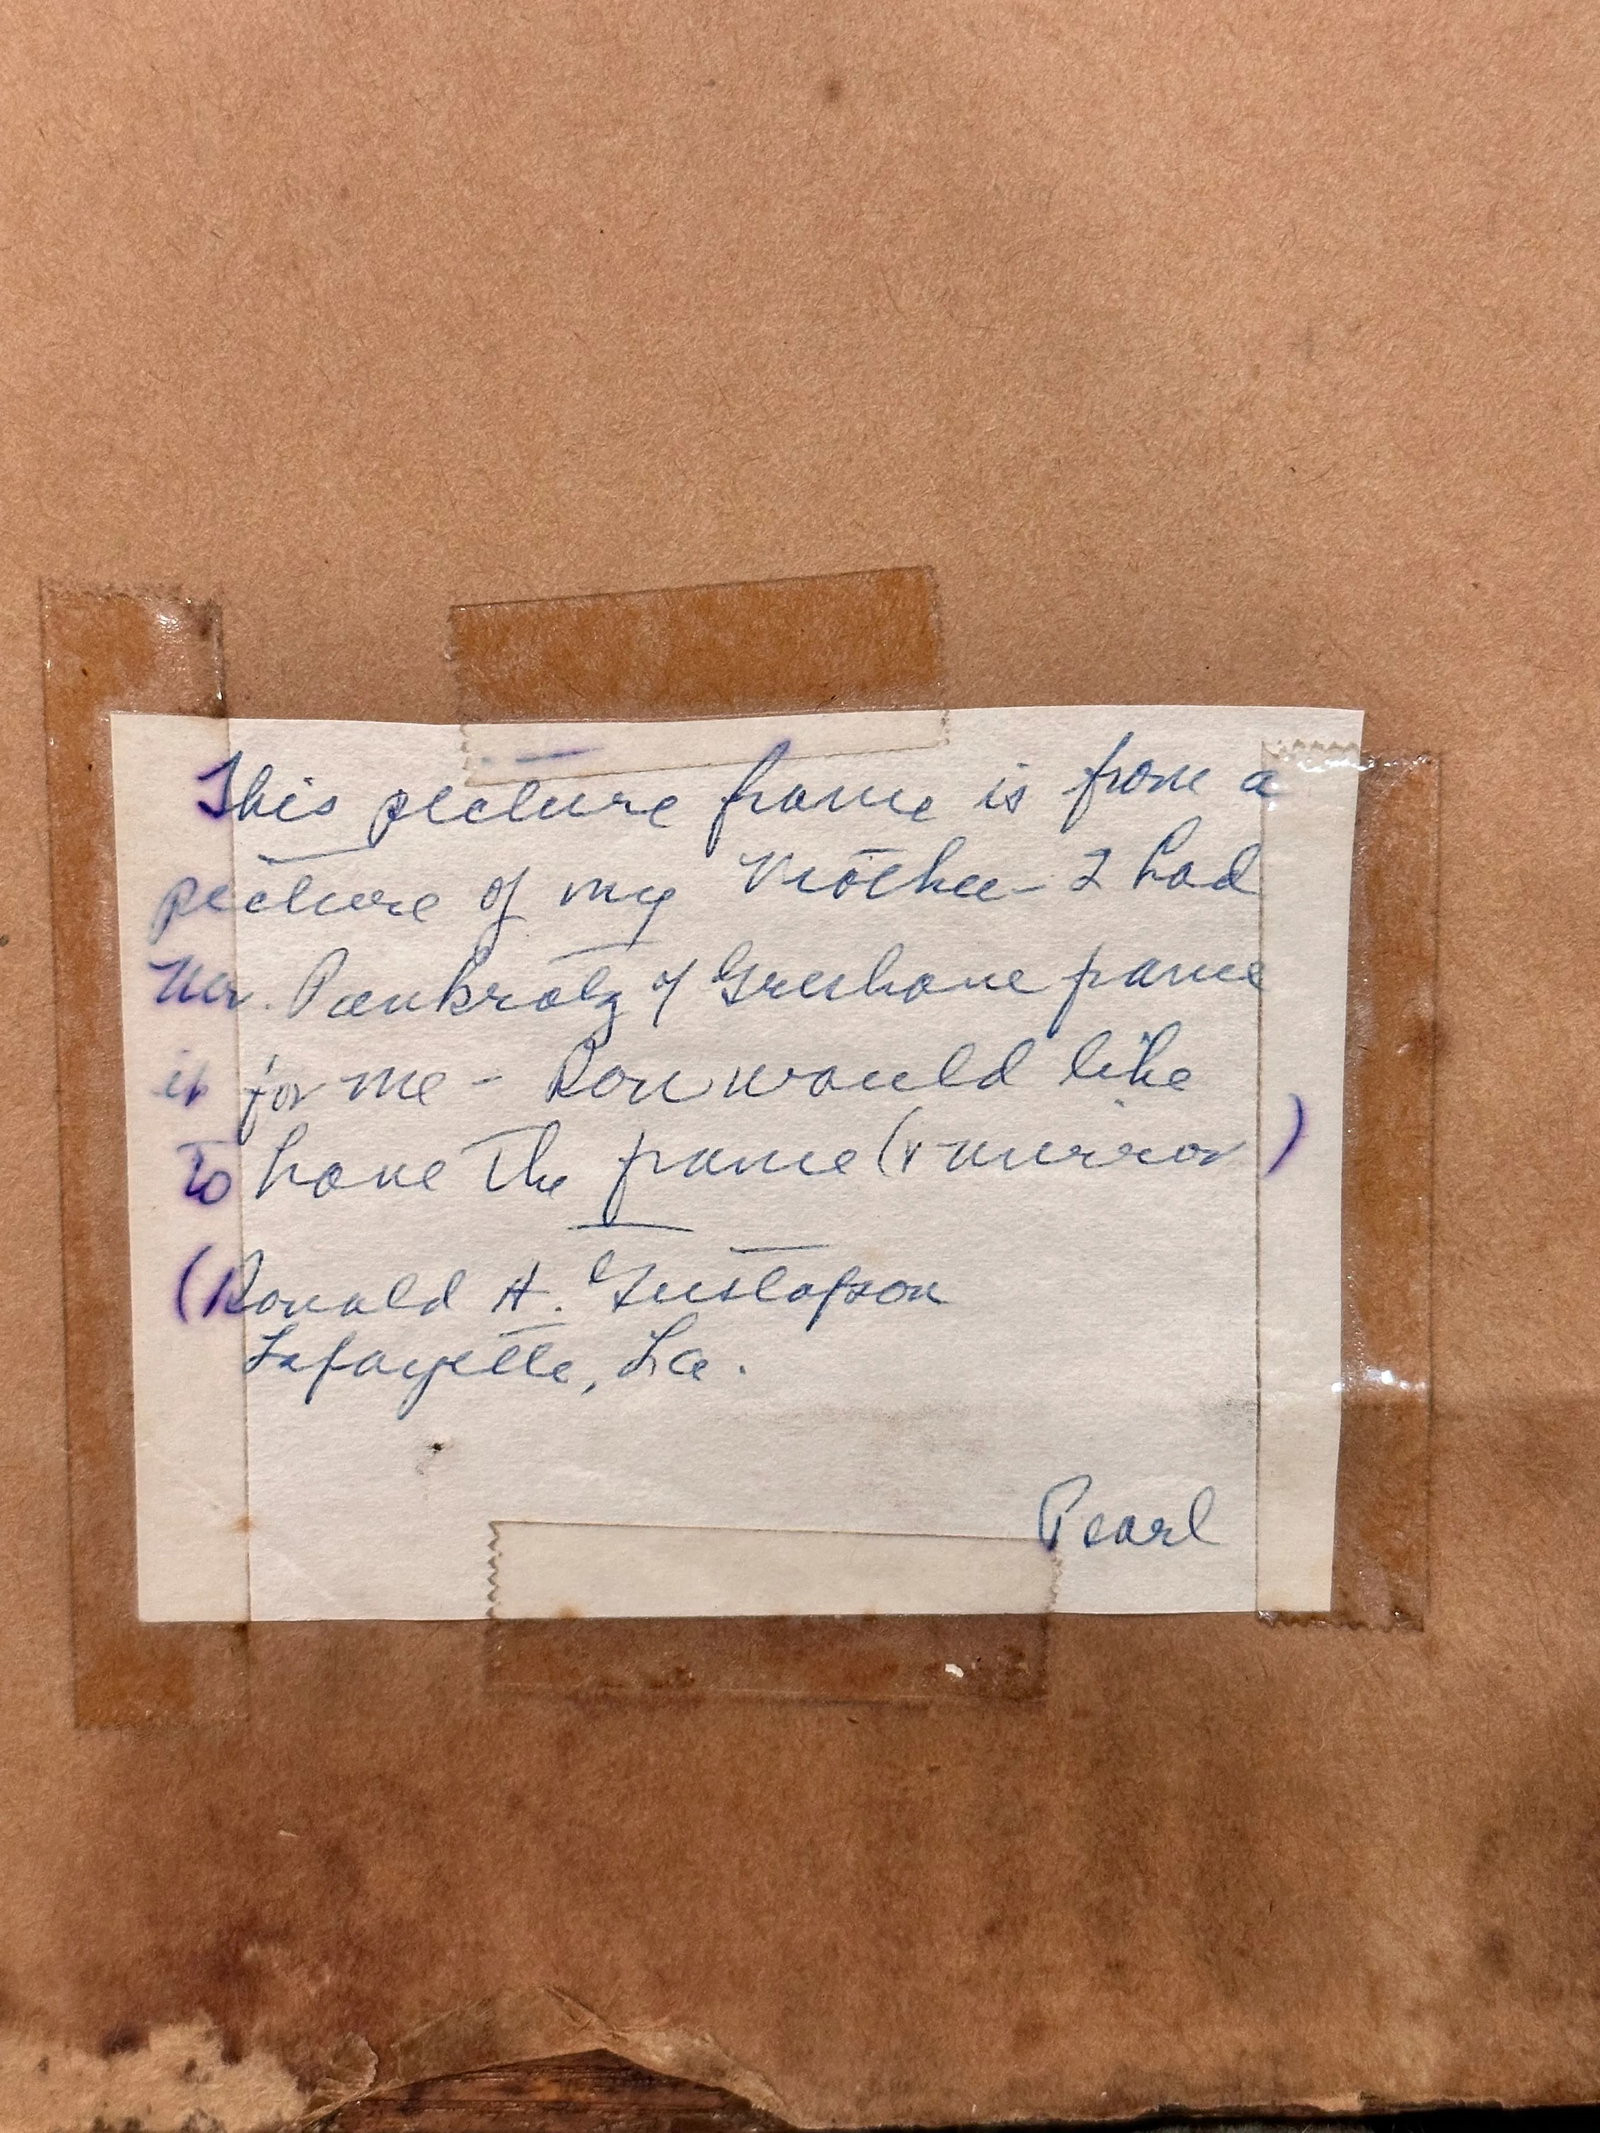 This picture frame is from a
picture of my Mother - I had
Mr. Pankratz of Gresham frame
it for me - Ron would like
to have the frame (& mirror)
(Ronald H. Gustafson
Lafayette, La.
Pearl